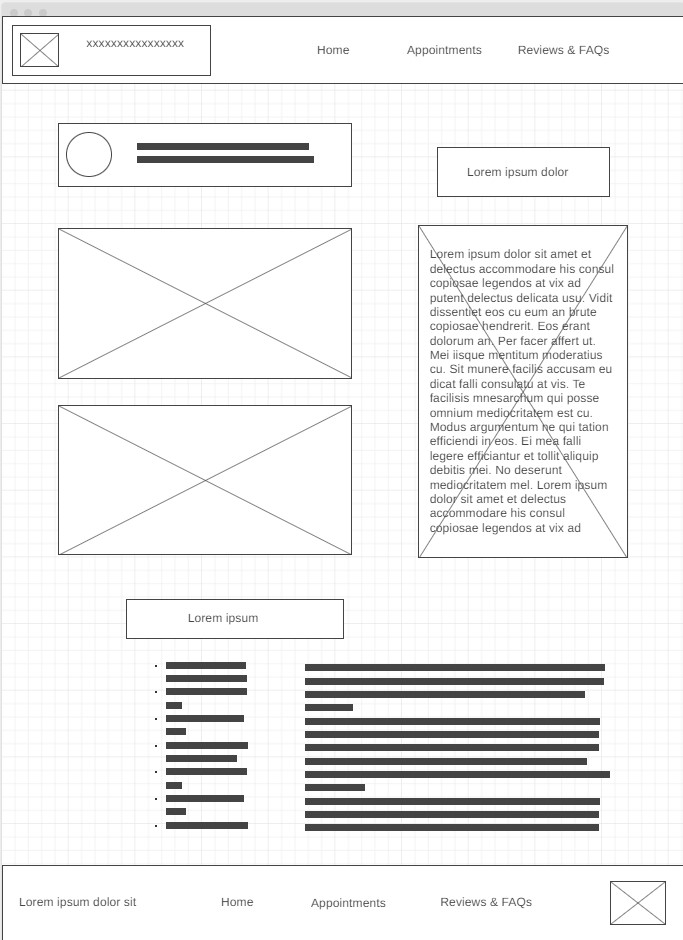 xxxxxxxxxxxxxxxx
Home
Appointments
Reviews & FAQs
Lorem ipsum dolor
Lorem ipsum dolor sit amet et
delectus accommodare his consul
copiosae legendos at vix ad
putent delectus delicata usu. Vidit
dissentiet eos cu eum an brute
copiosae hendrerit. Eos erant
dolorum an. Per facer affert ut.
Mei iisque mentitum moderatius
cu. Sit munere facilis accusam eu
dicat falli consulatu at vis. Te
facilisis mnesarchum qui posse
omnium mediocritatem est cu.
Modus argumentum ne qui tation
efficiendi in eos. Ei mea falli
legere efficiantur et tollit aliquip
debitis mei. No deserunt
mediocritatem mel. Lorem ipsum
dolor sit amet et delectus
accommodare his consul
copiosae legendos at vix ad
Lorem ipsum
Lorem ipsum dolor sit
Home
Appointments
Reviews & FAQs